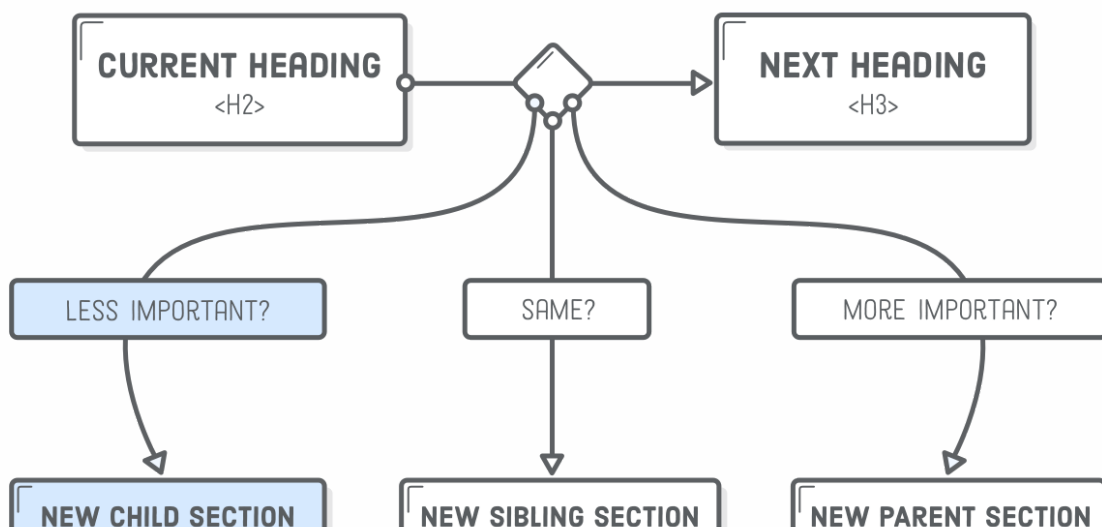 CURRENT HEADING
<H2>
NEXT HEADING
<H3>
LESS IMPORTANT?
SAME?
MORE IMPORTANT?
NEW CHILD SECTION
NEW SIBLING SECTION
NEW PARENT SECTION